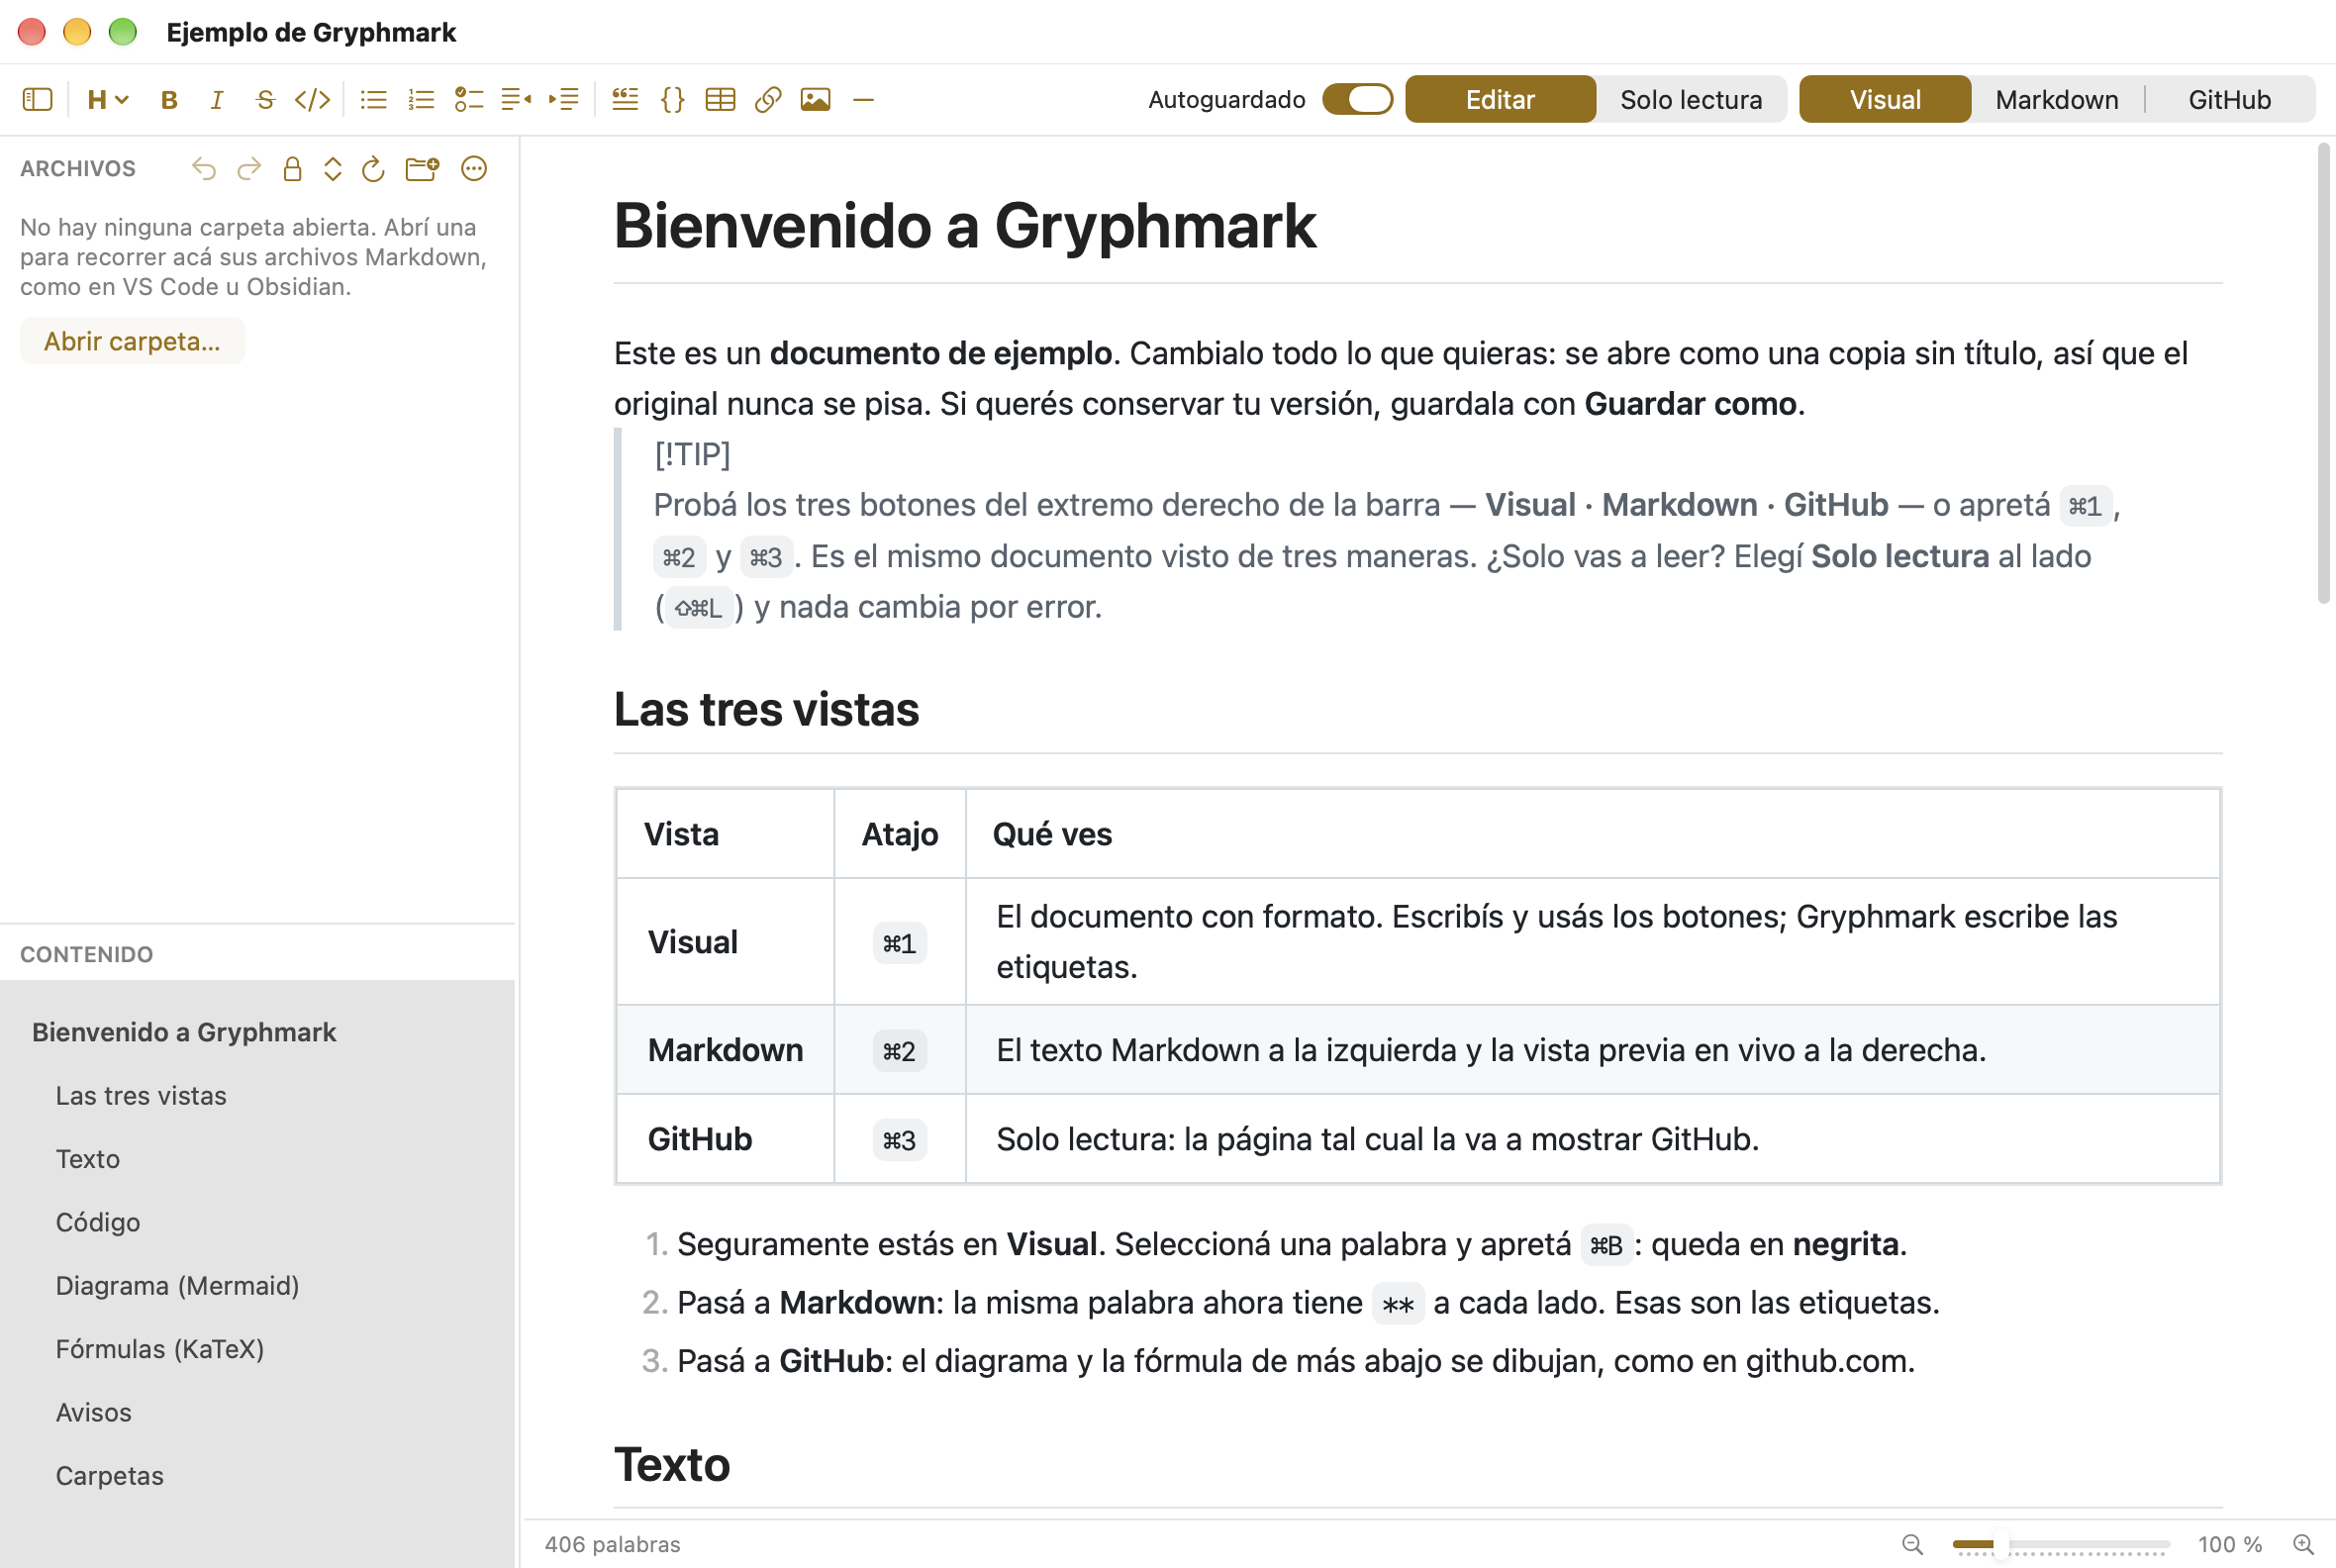 Ejemplo de Gryphmark
H B I S </>
Autoguardado
Editar
Solo lectura
Visual
Markdown
GitHub
ARCHIVOS
No hay ninguna carpeta abierta. Abrí una
para recorrer acá sus archivos Markdown,
como en VS Code u Obsidian.
Abrir carpeta...
CONTENIDO
Bienvenido a Gryphmark
Las tres vistas
Texto
Código
Diagrama (Mermaid)
Fórmulas (KaTeX)
Avisos
Carpetas
Bienvenido a Gryphmark
Este es un documento de ejemplo. Cambialo todo lo que quieras: se abre como una copia sin título, así que el
original nunca se pisa. Si querés conservar tu versión, guardala con Guardar como.
[!TIP]
Probá los tres botones del extremo derecho de la barra — Visual · Markdown · GitHub — o apretá ⌘1,
⌘2 y ⌘3. Es el mismo documento visto de tres maneras. ¿Solo vas a leer? Elegí Solo lectura al lado
(⇧⌘L) y nada cambia por error.
Las tres vistas
Vista Atajo Qué ves
Visual ⌘1 El documento con formato. Escribís y usás los botones; Gryphmark escribe las
etiquetas.
Markdown ⌘2 El texto Markdown a la izquierda y la vista previa en vivo a la derecha.
GitHub ⌘3 Solo lectura: la página tal cual la va a mostrar GitHub.
1. Seguramente estás en Visual. Seleccioná una palabra y apretá ⌘B: queda en negrita.
2. Pasá a Markdown: la misma palabra ahora tiene ** a cada lado. Esas son las etiquetas.
3. Pasá a GitHub: el diagrama y la fórmula de más abajo se dibujan, como en github.com.
Texto
406 palabras
100 %